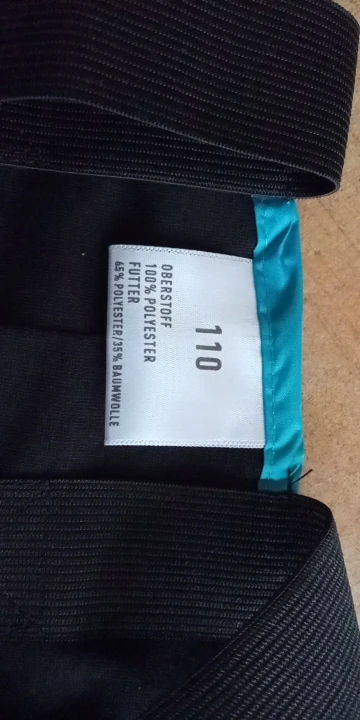 110
OBERSTOFF
100% POLYESTER
FUTTER
65% POLYESTER/35% BAUMWOLLE